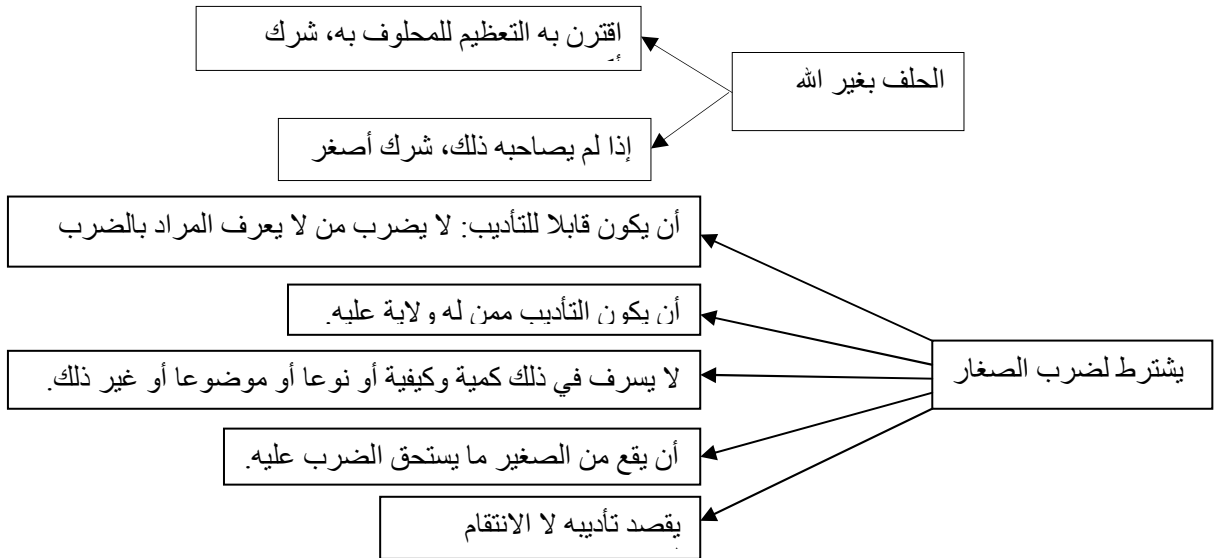 الحلف بغير الله
اقترن به التعظيم للمحلوف به، شرك
إذا لم يصاحبه ذلك، شرك أصغر
يشترط لضرب الصغار
أن يكون قابلا للتأديب: لا يضرب من لا يعرف المراد بالضرب
أن يكون التأديب ممن له ولاية عليه.
لا يسرف في ذلك كمية وكيفية أو نوعا أو موضوعا أو غير ذلك.
أن يقع من الصغير ما يستحق الضرب عليه.
يقصد تأديبه لا الانتقام